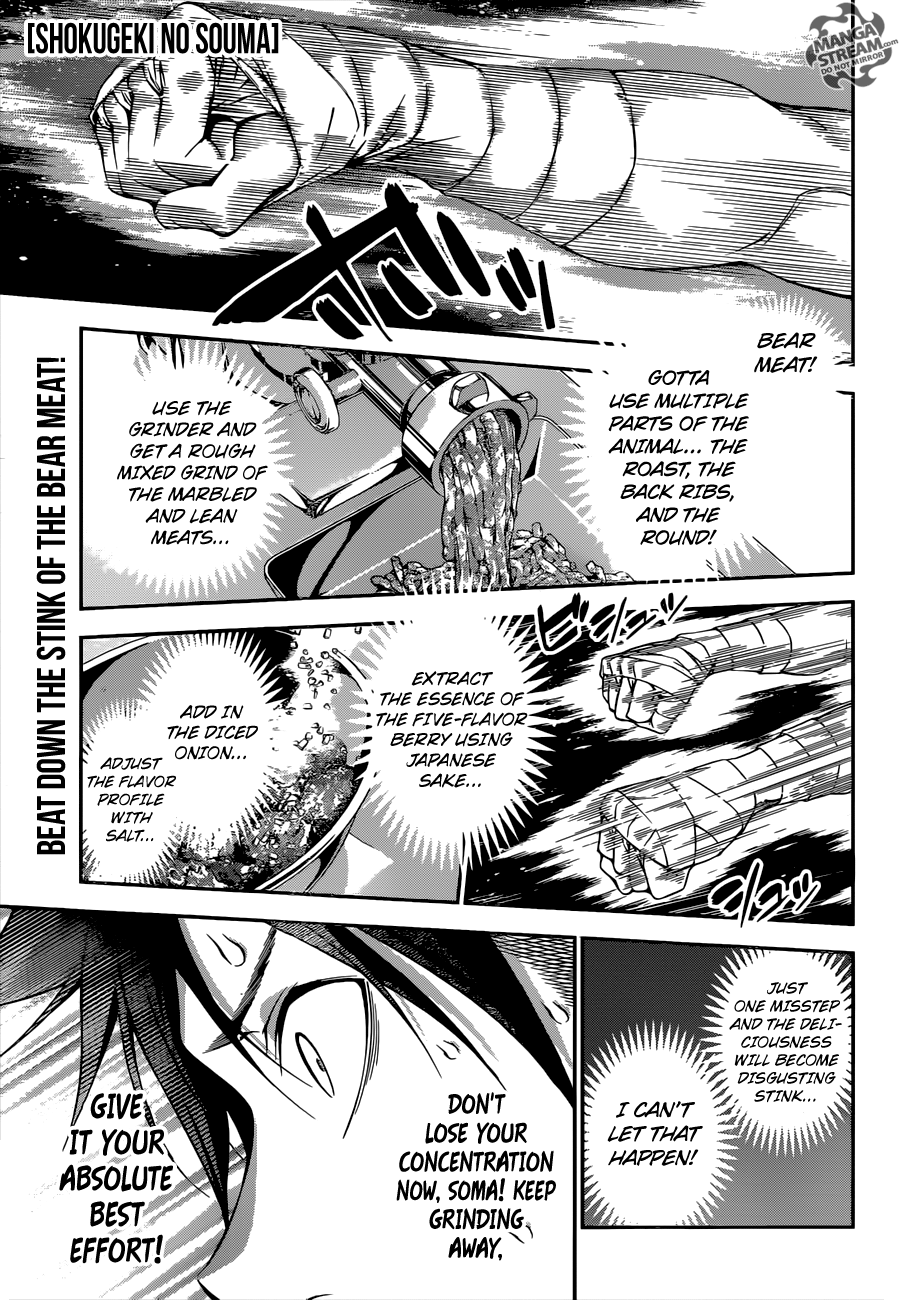 [SHOKUGEKI NO SOUMA]
MANGA
STREAM.com
DO NOT MIRROR
BEAT DOWN THE STINK OF THE BEAR MEAT!
BEAR
MEAT!
GOTTA
USE MULTIPLE
PARTS OF THE
ANIMAL... THE
ROAST, THE
BACK RIBS,
AND THE
ROUND!
USE THE
GRINDER AND
GET A ROUGH
MIXED GRIND OF
THE MARBLED
AND LEAN
MEATS...
EXTRACT
THE ESSENCE OF
THE FIVE-FLAVOR
BERRY USING
JAPANESE
SAKE...
ADD IN
THE DICED
ONION...
ADJUST
THE FLAVOR
PROFILE
WITH
SALT...
JUST
ONE MISSTEP
AND THE DELI-
CIOUSNESS
WILL BECOME
DISGUSTING
STINK...
I CAN'T
LET THAT
HAPPEN!
DON'T
LOSE YOUR
CONCENTRATION
NOW, SOMA! KEEP
GRINDING
AWAY,
GIVE
IT YOUR
ABSOLUTE
BEST
EFFORT!